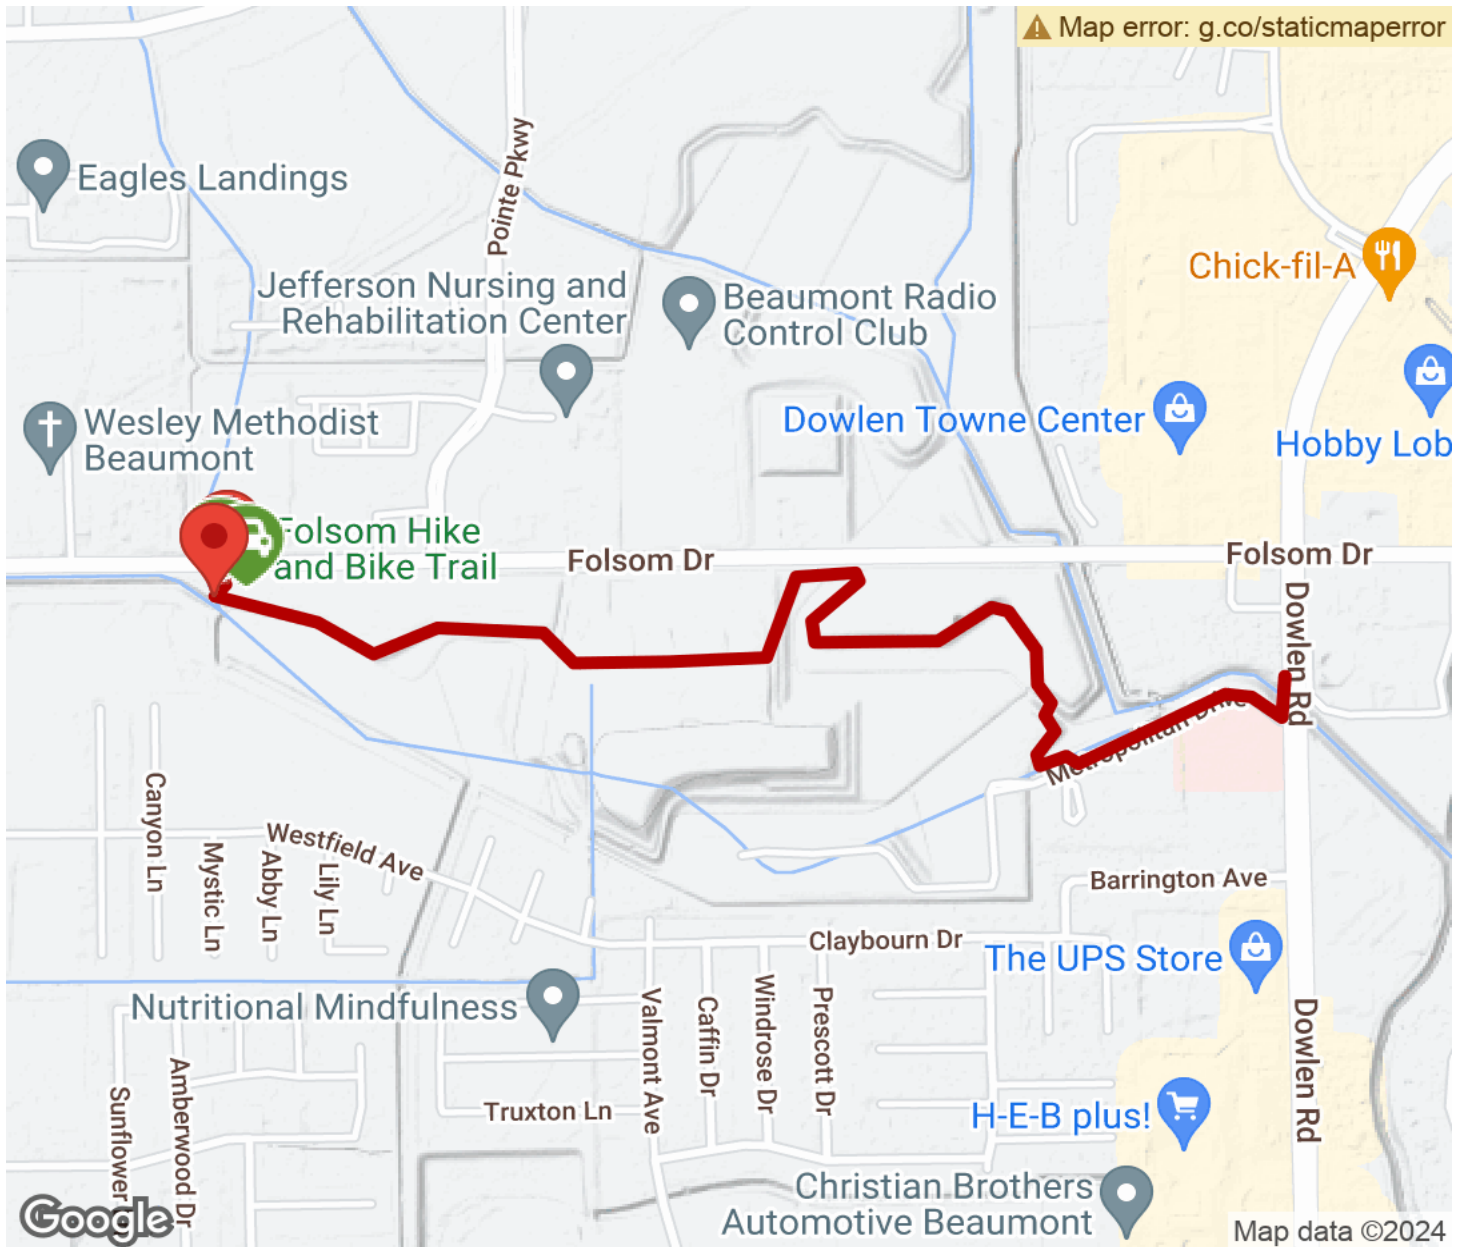 Map error: g.co/staticmaperror
Pointe Pkwy
Eagles Landings
Chick-fil-A
Jefferson Nursing and
Rehabilitation Center
Beaumont Radio
Control Club
Wesley Methodist
Beaumont
Dowlen Towne Center
Hobby Lob
Folsom Hike
and Bike Trail
Folsom Dr
Folsom Dr
Dowlen Rd
Metropolitan Drive
Canyon Ln
Mystic Ln
Abby Ln
Lily Ln
Westfield Ave
Barrington Ave
Claybourn Dr
The UPS Store
Nutritional Mindfulness
Valmont Ave
Caffin Dr
Windrose Dr
Prescott Dr
Dowlen Rd
Sunflower
Amberwood Dr
Truxton Ln
H-E-B plus!
Christian Brothers
Automotive Beaumont
Google
Map data ©2024